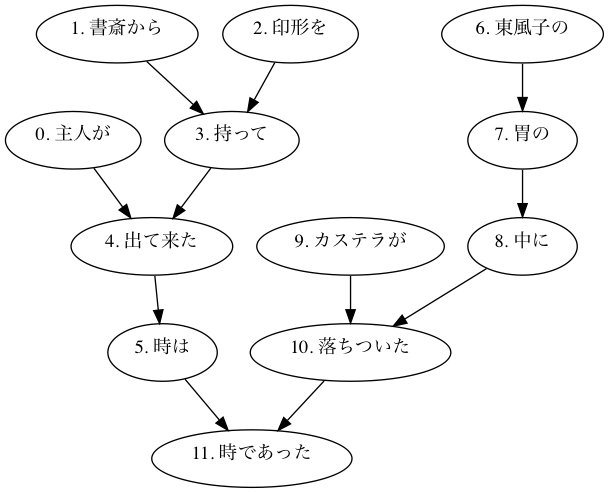 1. 書斎から
2. 印形を
6. 東風子の
0. 主人が
3. 持って
7. 胃の
4. 出て来た
9. カステラが
8. 中に
5. 時は
10. 落ちついた
11. 時であった